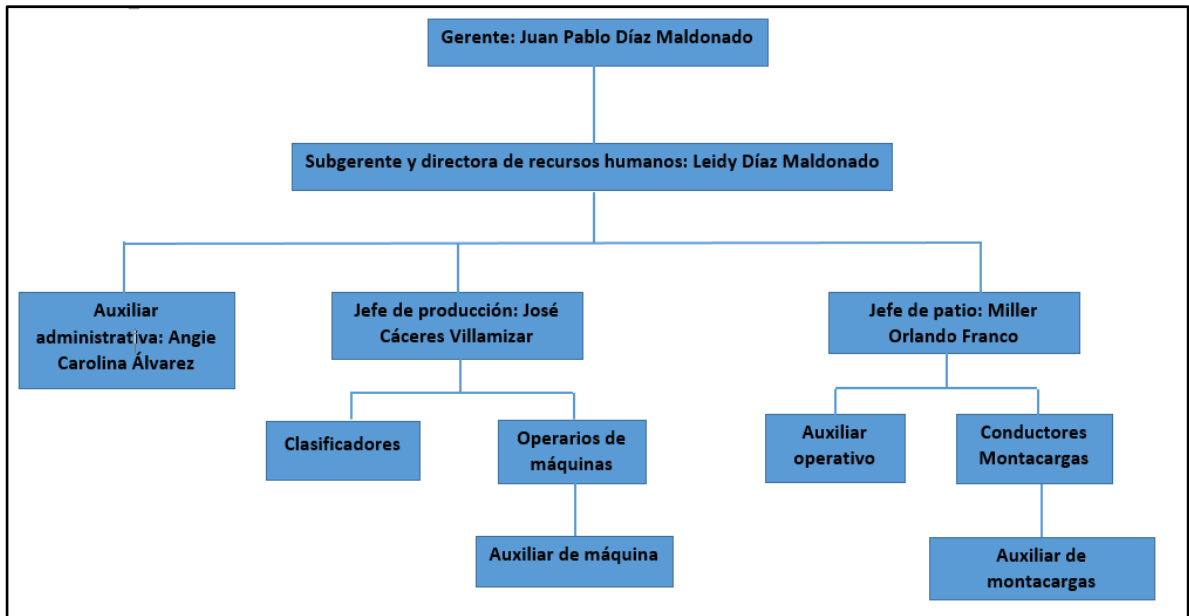 Gerente: Juan Pablo Díaz Maldonado
Subgerente y directora de recursos humanos: Leidy Díaz Maldonado
Auxiliar
administrativa: Angie
Carolina Álvarez
Jefe de producción: José
Cáceres Villamizar
Jefe de patio: Miller
Orlando Franco
Clasificadores
Operarios de
máquinas
Auxiliar
operativo
Conductores
Montacargas
Auxiliar de máquina
Auxiliar de
montacargas